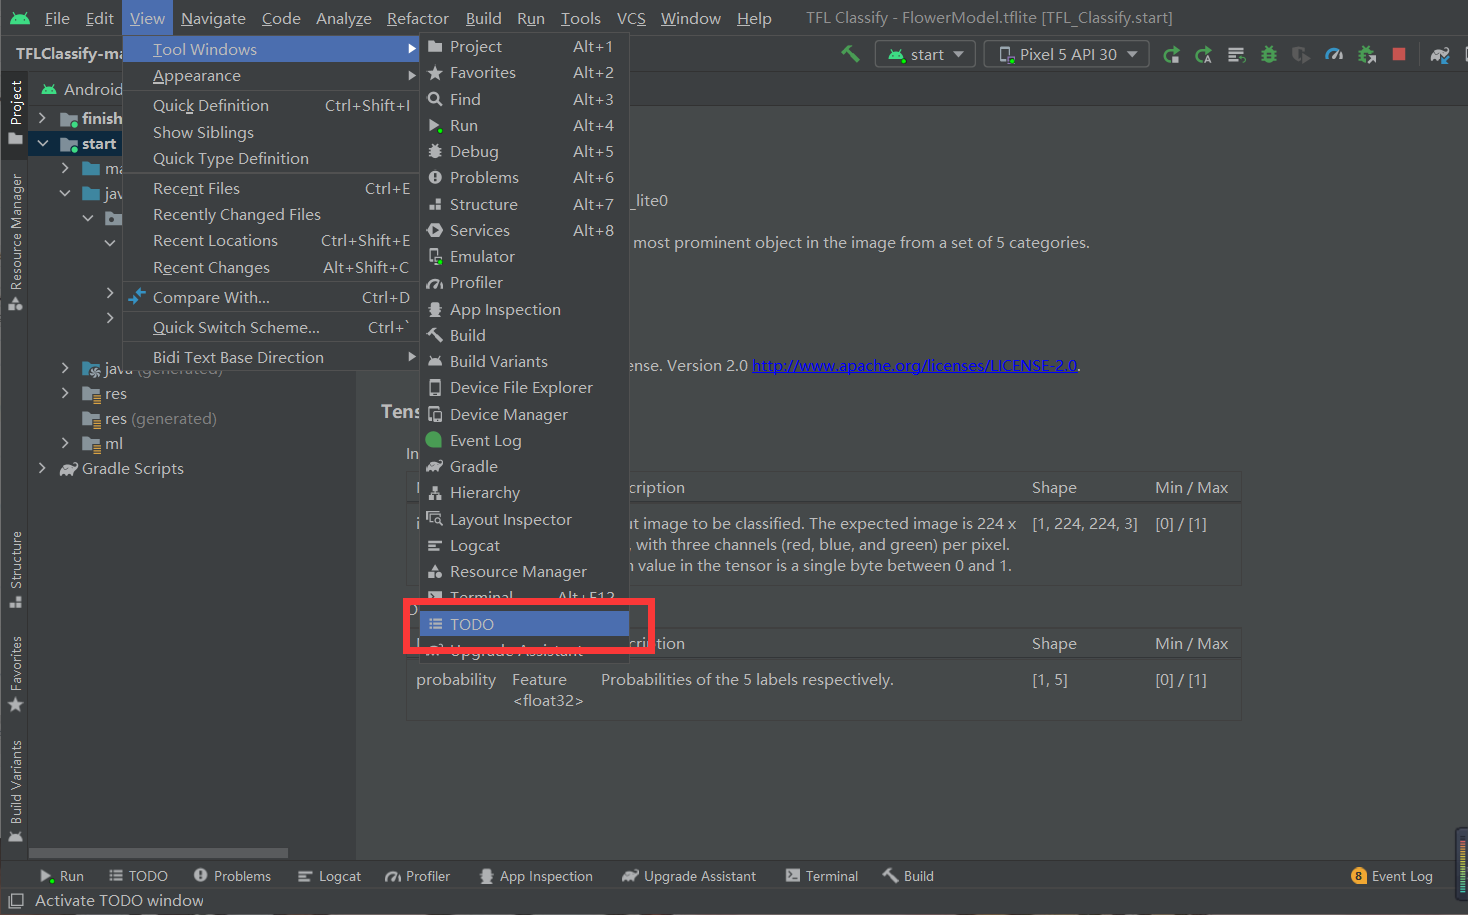 File Edit View Navigate Code Analyze Refactor Build Run Tools VCS Window Help TFL Classify - FlowerModel.tflite [TFL_Classify.start]
TFLClassify-ma start Pixel 5 API 30
Android
Project
Resource Manager
Structure
Favorites
Build Variants
finish
start
ma
jav
java (generated)
res
res (generated)
ml
Gradle Scripts
Tool Windows
Appearance
Quick Definition Ctrl+Shift+I
Show Siblings
Quick Type Definition
Recent Files Ctrl+E
Recently Changed Files
Recent Locations Ctrl+Shift+E
Recent Changes Alt+Shift+C
Compare With... Ctrl+D
Quick Switch Scheme... Ctrl+`
Bidi Text Base Direction
Project Alt+1
Favorites Alt+2
Find Alt+3
Run Alt+4
Debug Alt+5
Problems Alt+6
Structure Alt+7
Services Alt+8
Emulator
Profiler
App Inspection
Build
Build Variants
Device File Explorer
Device Manager
Event Log
Gradle
Hierarchy
Layout Inspector
Logcat
Resource Manager
Terminal Alt+F12
TODO
Upgrade Assistant
_lite0
most prominent object in the image from a set of 5 categories.
ense. Version 2.0 http://www.apache.org/licenses/LICENSE-2.0.
Tens
In
cription Shape Min / Max
ut image to be classified. The expected image is 224 x [1, 224, 224, 3] [0] / [1]
, with three channels (red, blue, and green) per pixel.
n value in the tensor is a single byte between 0 and 1.
cription Shape Min / Max
probability Feature Probabilities of the 5 labels respectively. [1, 5] [0] / [1]
<float32>
Run TODO Problems Logcat Profiler App Inspection Upgrade Assistant Terminal Build 8 Event Log
Activate TODO window